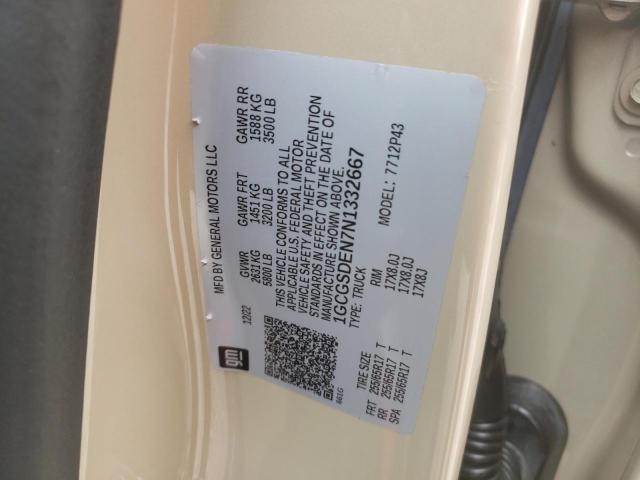 gm
MFD BY GENERAL MOTORS LLC
12/22
GVWR GAWR FRT GAWR RR
2631 KG 1451 KG 1588 KG
5800 LB 3200 LB 3500 LB
THIS VEHICLE CONFORMS TO ALL
APPLICABLE U.S. FEDERAL MOTOR
VEHICLE SAFETY AND THEFT PREVENTION
STANDARDS IN EFFECT ON THE DATE OF
MANUFACTURE SHOWN ABOVE.
1GCGSDEN7N1332667
TYPE: TRUCK MODEL: 7712P43
661G
TIRE SIZE RIM
FRT 255/65R17 T 17X8.0J
RR 255/65R17 T 17X8.0J
SPA 255/65R17 T 17X8J